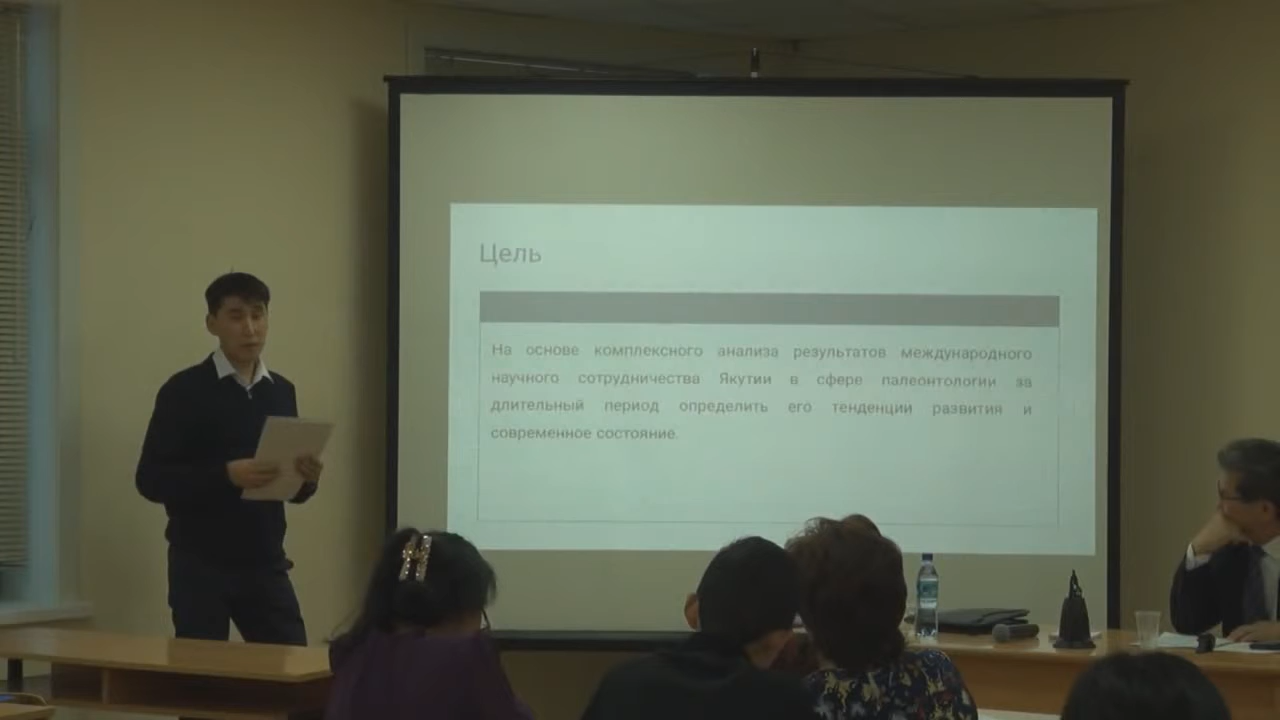 Цель
На основе комплексного анализа результатов международного
научного сотрудничества Якутии в сфере палеонтологии за
длительный период определить его тенденции развития и
современное состояние.